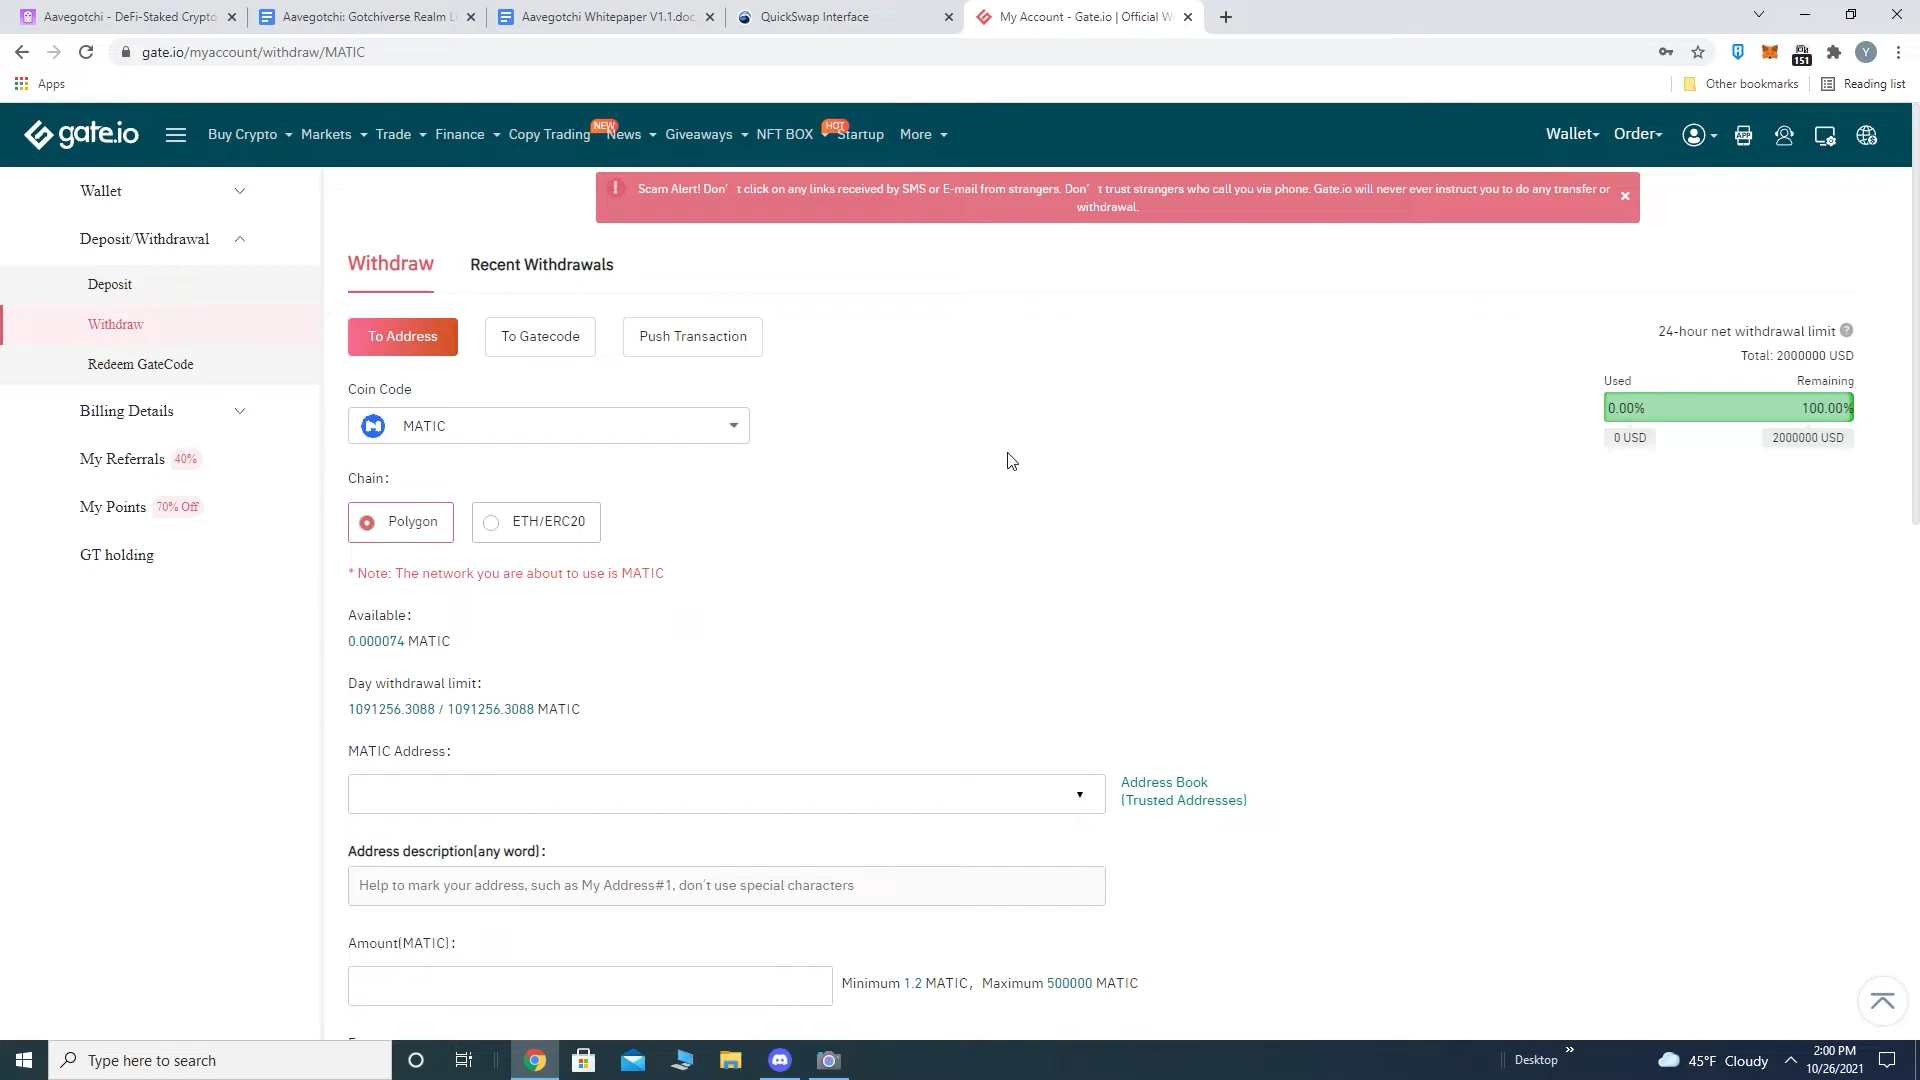 Aavegotchi - DeFi-Staked Crypto
Aavegotchi: Gotchiverse Realm Li
Aavegotchi Whitepaper V1.1.doc
QuickSwap Interface
My Account - Gate.io | Official W
gate.io/myaccount/withdraw/MATIC
151
Y
Apps
Other bookmarks
Reading list
gate.io
Buy Crypto
Markets
Trade
Finance
Copy Trading
NEW
News
Giveaways
NFT BOX
HOT
Startup
More
Wallet
Order
APP
Wallet
Deposit/Withdrawal
Deposit
Withdraw
Redeem GateCode
Billing Details
My Referrals 40%
My Points 70% Off
GT holding
Scam Alert! Don’ t click on any links received by SMS or E-mail from strangers. Don’ t trust strangers who call you via phone. Gate.io will never ever instruct you to do any transfer or
withdrawal.
Withdraw
Recent Withdrawals
To Address
To Gatecode
Push Transaction
24-hour net withdrawal limit ?
Total: 2000000 USD
Used
Remaining
0.00%
100.00%
0 USD
2000000 USD
Coin Code
MATIC
Chain:
Polygon
ETH/ERC20
* Note: The network you are about to use is MATIC
Available:
0.000074 MATIC
Day withdrawal limit:
1091256.3088 / 1091256.3088 MATIC
MATIC Address:
Address Book
(Trusted Addresses)
Address description(any word):
Help to mark your address, such as My Address#1, don't use special characters
Amount(MATIC):
Minimum 1.2 MATIC, Maximum 500000 MATIC
Type here to search
Desktop
45°F Cloudy
2:00 PM
10/26/2021